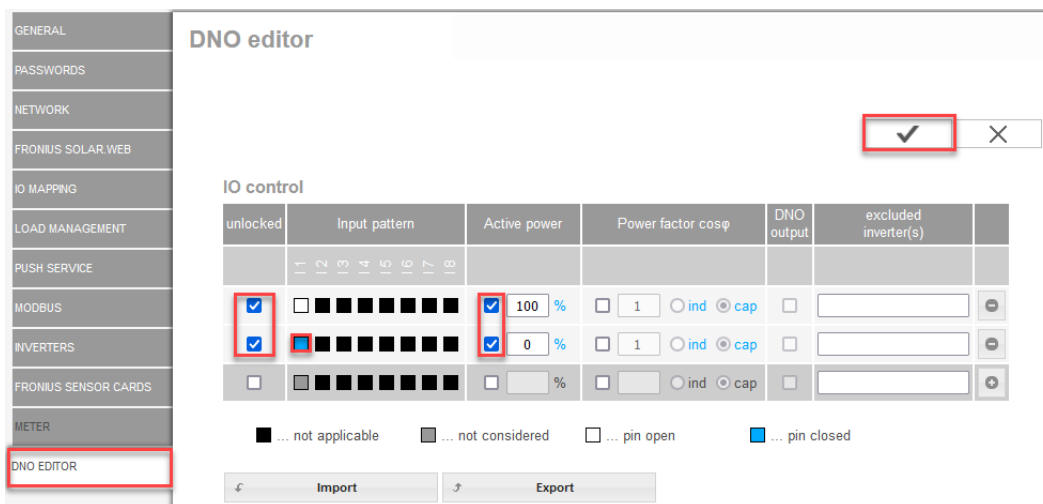 GENERAL
PASSWORDS
NETWORK
FRONIUS SOLAR.WEB
IO MAPPING
LOAD MANAGEMENT
PUSH SERVICE
MODBUS
INVERTERS
FRONIUS SENSOR CARDS
METER
DNO EDITOR
DNO editor
IO control
unlocked Input pattern Active power Power factor cosφ DNO output excluded inverter(s)
I1 I2 I3 I4 I5 I6 I7 I8
100 % 1 ind cap
0 % 1 ind cap
% ind cap
... not applicable ... not considered ... pin open ... pin closed
Import Export